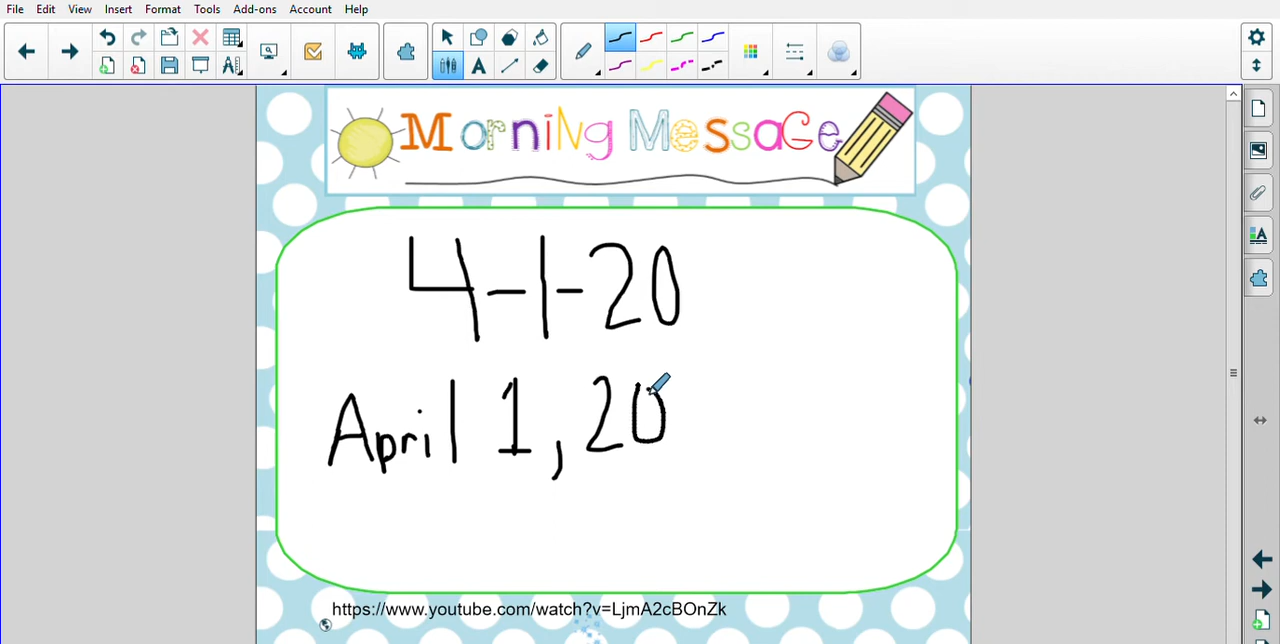 File Edit View Insert Format Tools Add-ons Account Help
Morning Message
4-1-20
April 1, 20
https://www.youtube.com/watch?v=LjmA2cBOnZk